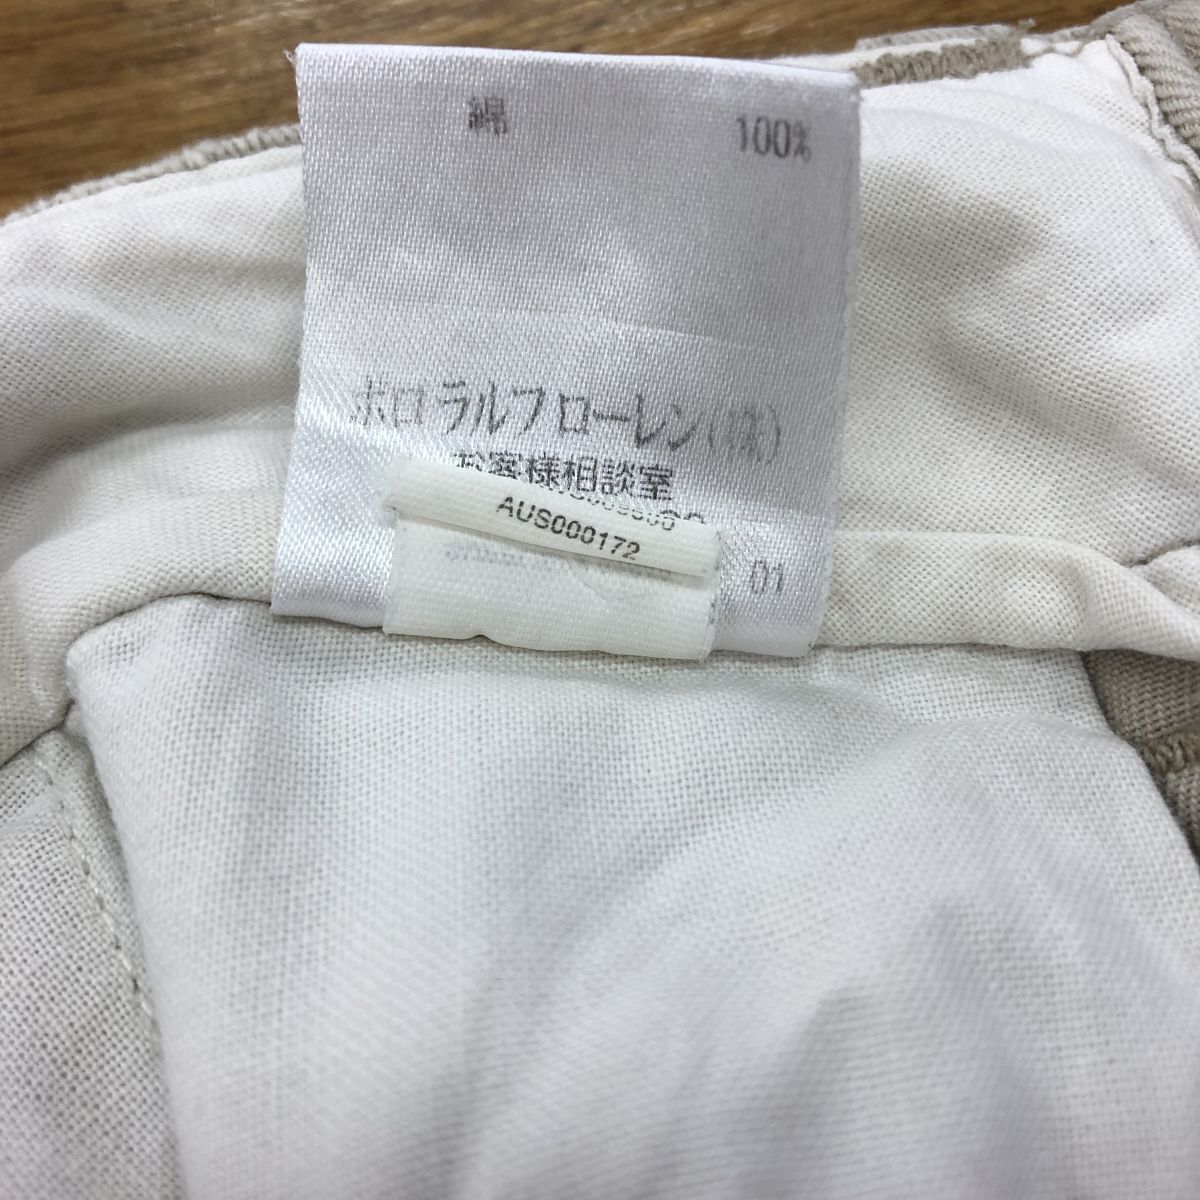 綿 100%
ポロ ラルフ ローレン(株)
お客様相談室
AUS000172
01